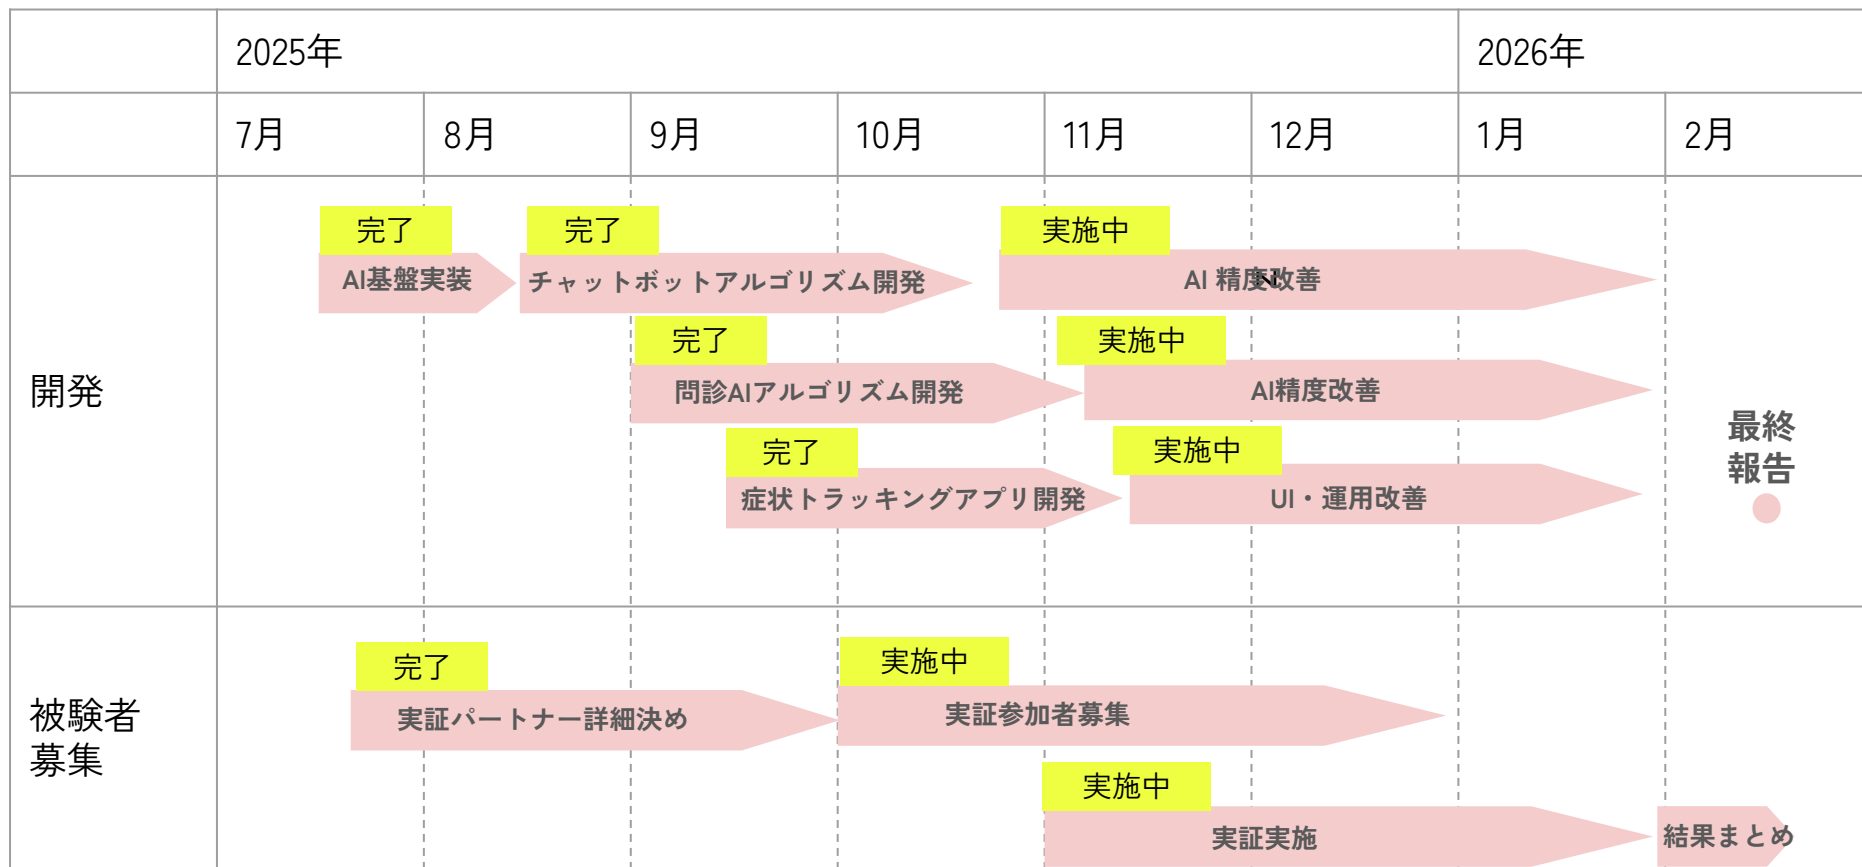 2025年
2026年
7月
8月
9月
10月
11月
12月
1月
2月
開発
完了
完了
実施中
AI基盤実装
チャットボットアルゴリズム開発
AI 精度改善
完了
実施中
問診AIアルゴリズム開発
AI精度改善
完了
実施中
症状トラッキングアプリ開発
UI・運用改善
最終
報告
被験者
募集
完了
実施中
実証パートナー詳細決め
実証参加者募集
実施中
実証実施
結果まとめ